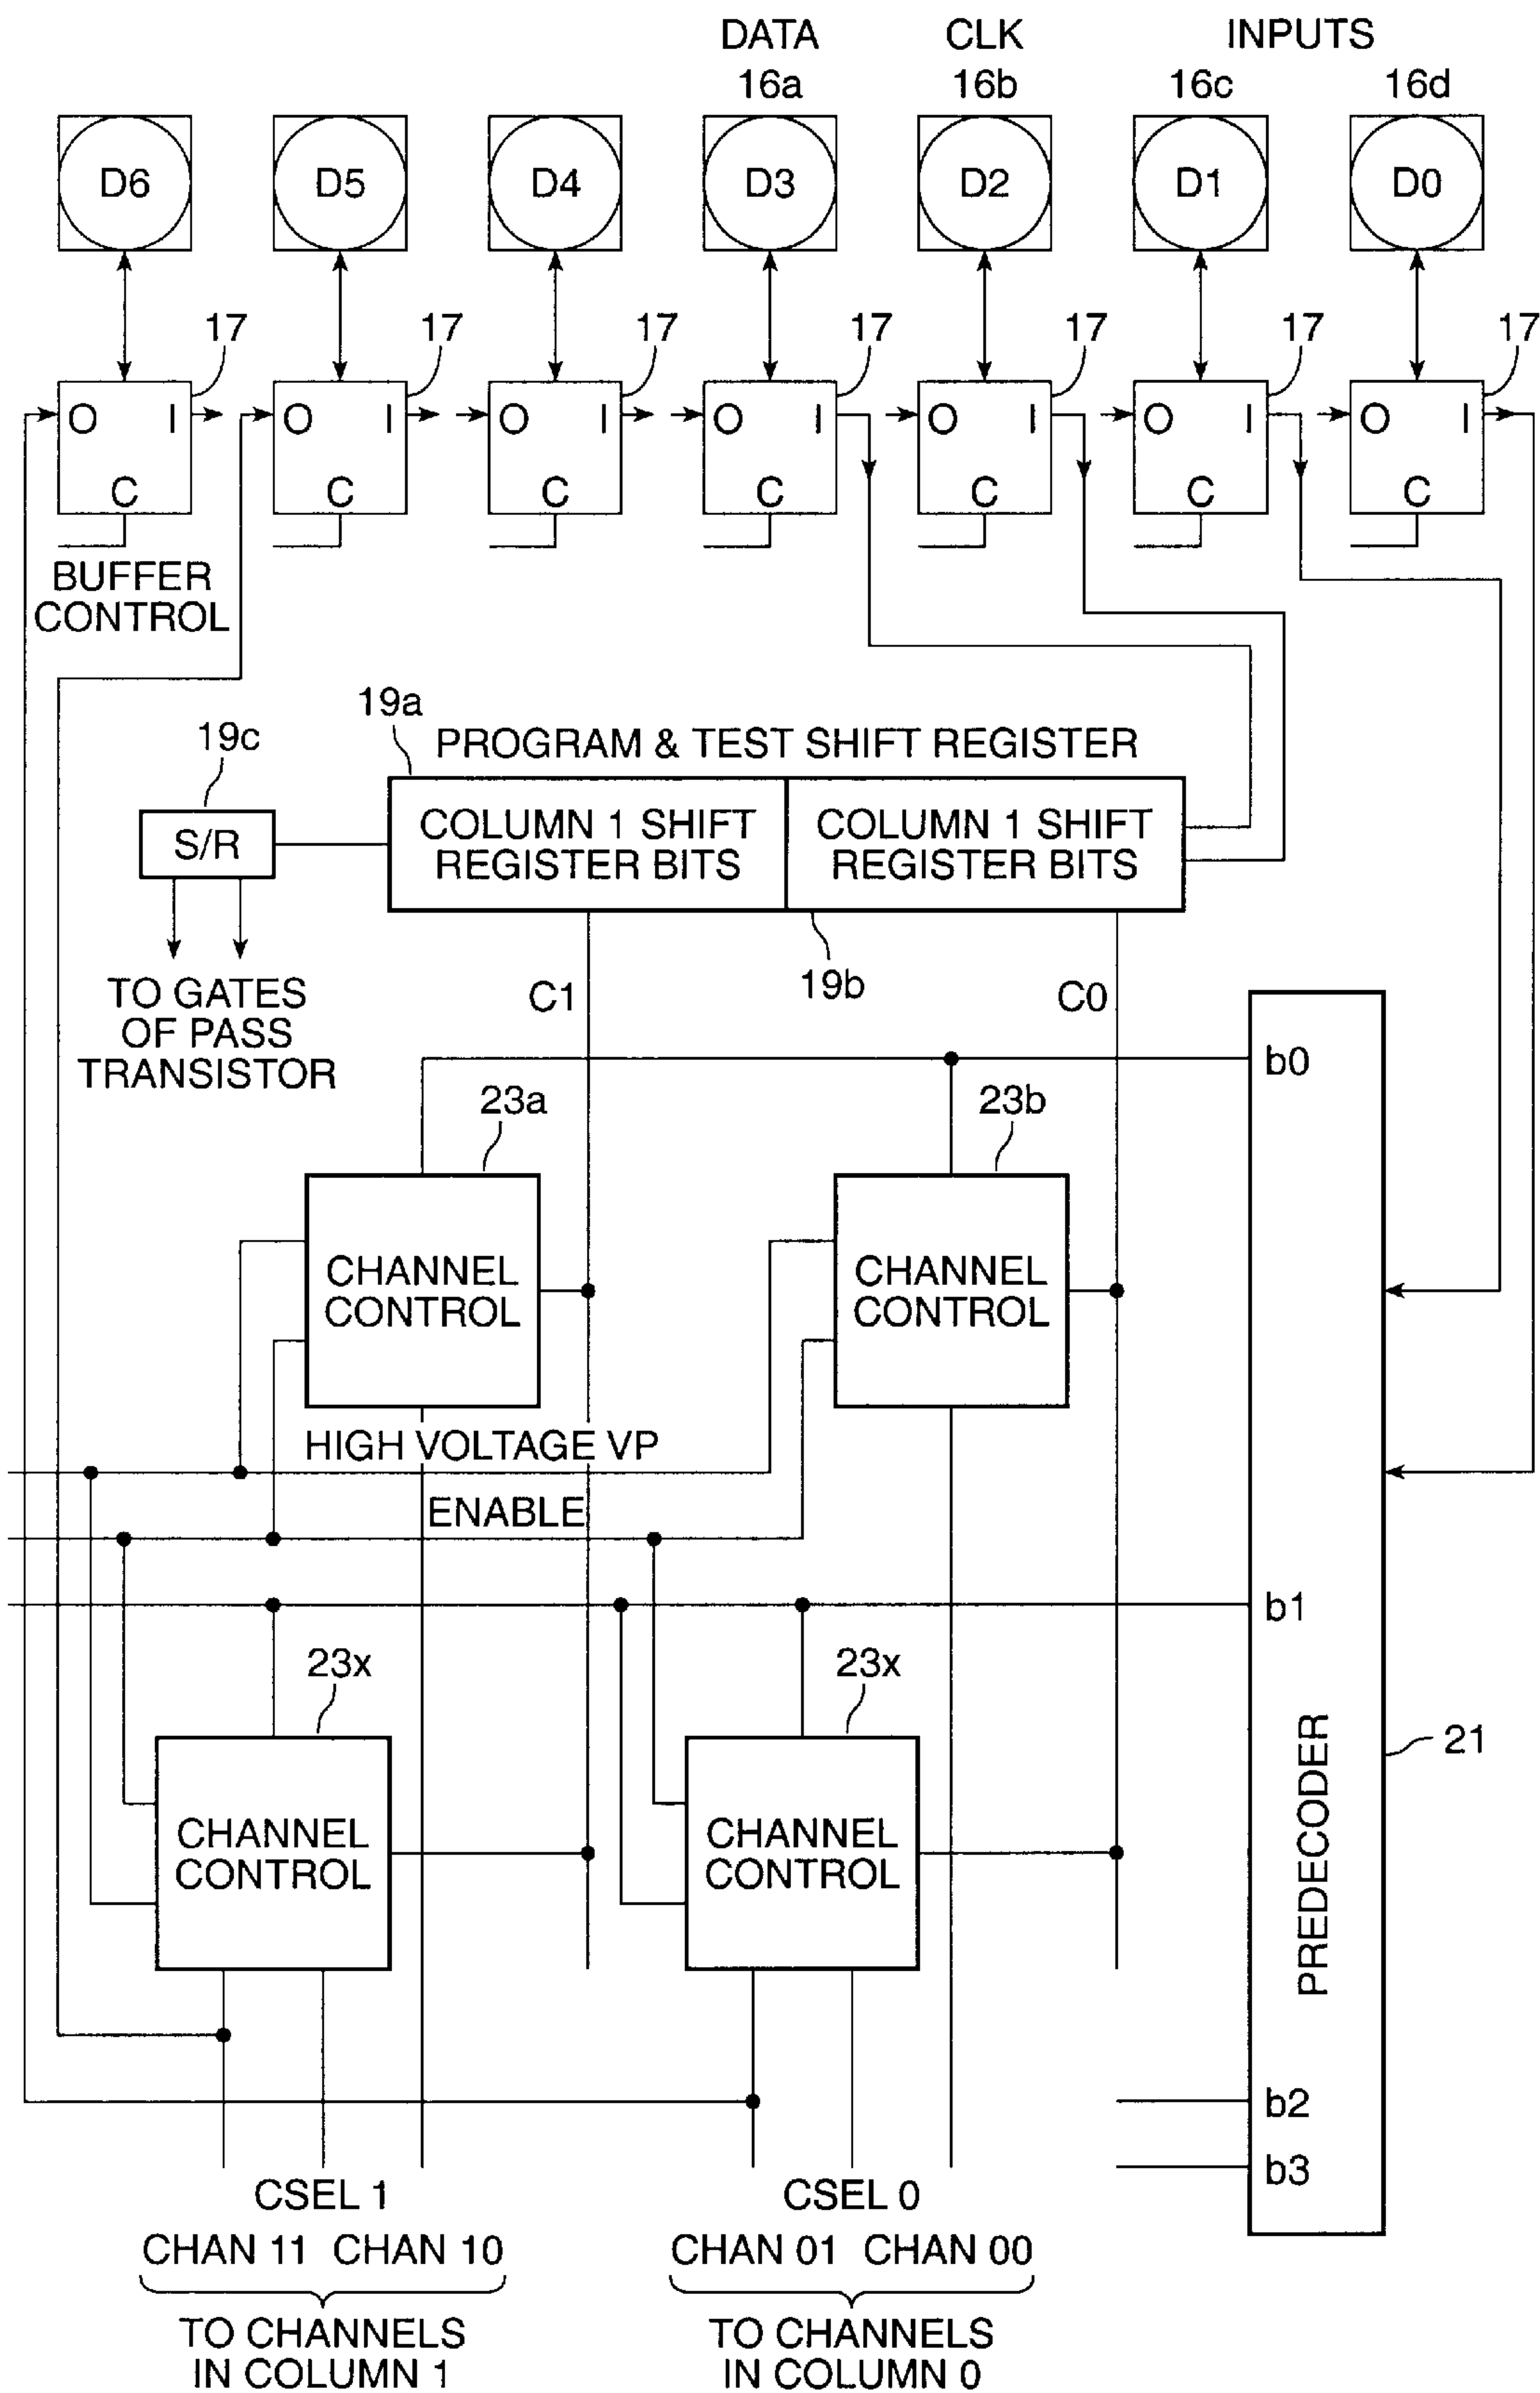 DATA CLK INPUTS
16a 16b 16c 16d
D6 D5 D4 D3 D2 D1 D0
17 17 17 17 17 17 17
O I O I O I O I O I O I O I
C C C C C C C
BUFFER
CONTROL
19a
19c
PROGRAM & TEST SHIFT REGISTER
S/R
COLUMN 1 SHIFT
REGISTER BITS
COLUMN 1 SHIFT
REGISTER BITS
19b
TO GATES
OF PASS
TRANSISTOR
C1
C0
b0
23a
23b
CHANNEL
CONTROL
CHANNEL
CONTROL
HIGH VOLTAGE VP
ENABLE
b1
23x
23x
CHANNEL
CONTROL
CHANNEL
CONTROL
PREDECODER
21
b2
b3
CSEL 1
CSEL 0
CHAN 11 CHAN 10
CHAN 01 CHAN 00
TO CHANNELS
IN COLUMN 1
TO CHANNELS
IN COLUMN 0